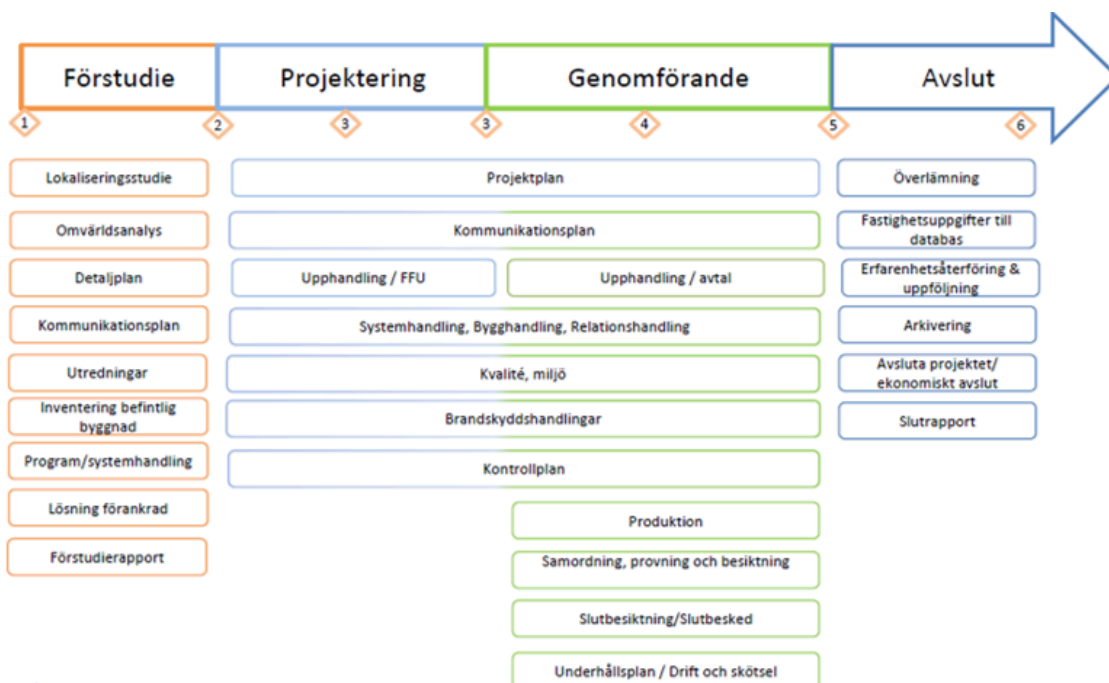 Förstudie
Projektering
Genomförande
Avslut
1
2
3
3
4
5
6
Lokaliseringsstudie
Omvärldsanalys
Detaljplan
Kommunikationsplan
Utredningar
Inventering befintlig
byggnad
Program/systemhandling
Lösning förankrad
Förstudierapport
Projektplan
Kommunikationsplan
Upphandling / FFU
Upphandling / avtal
Systemhandling, Bygghandling, Relationshandling
Kvalité, miljö
Brandskyddshandlingar
Kontrollplan
Produktion
Samordning, provning och besiktning
Slutbesiktning/Slutbesked
Underhållsplan / Drift och skötsel
Överlämning
Fastighetsuppgifter till
databas
Erfarenhetsåterföring &
uppföljning
Arkivering
Avsluta projektet/
ekonomiskt avslut
Slutrapport